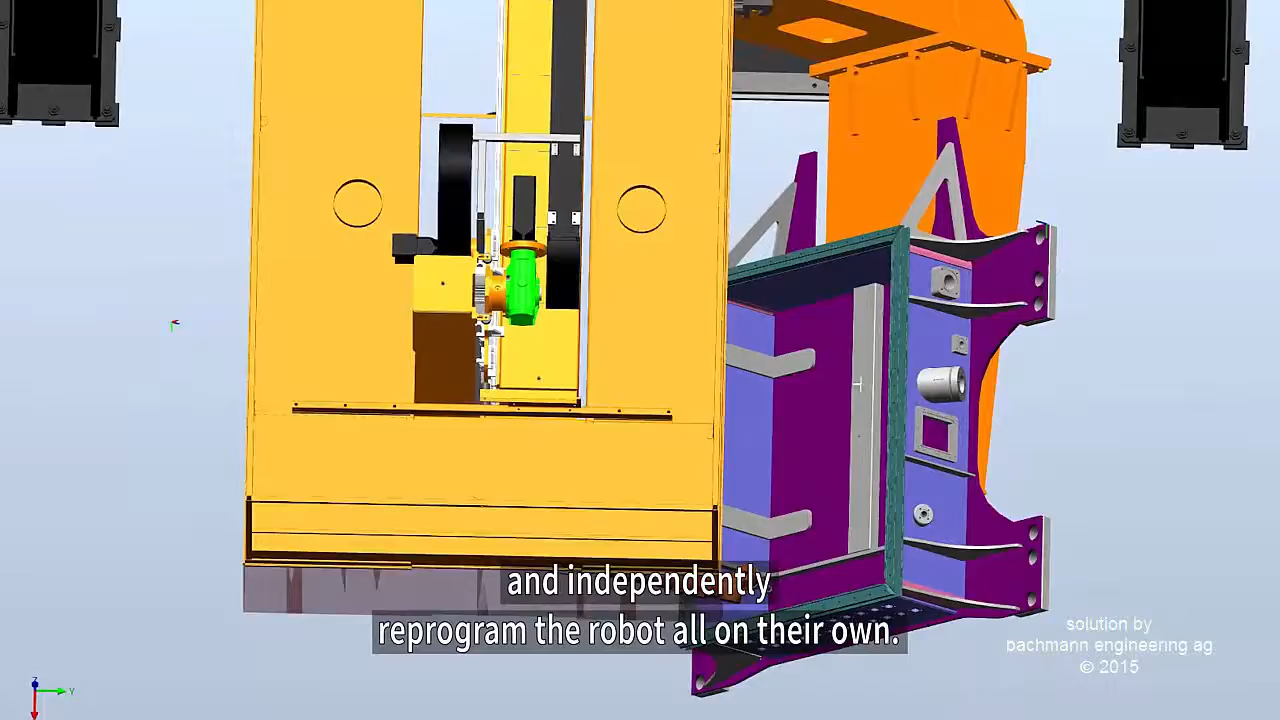 and independently
reprogram the robot all on their own.
solution by
bachmann engineering ag
© 2015
Z
Y